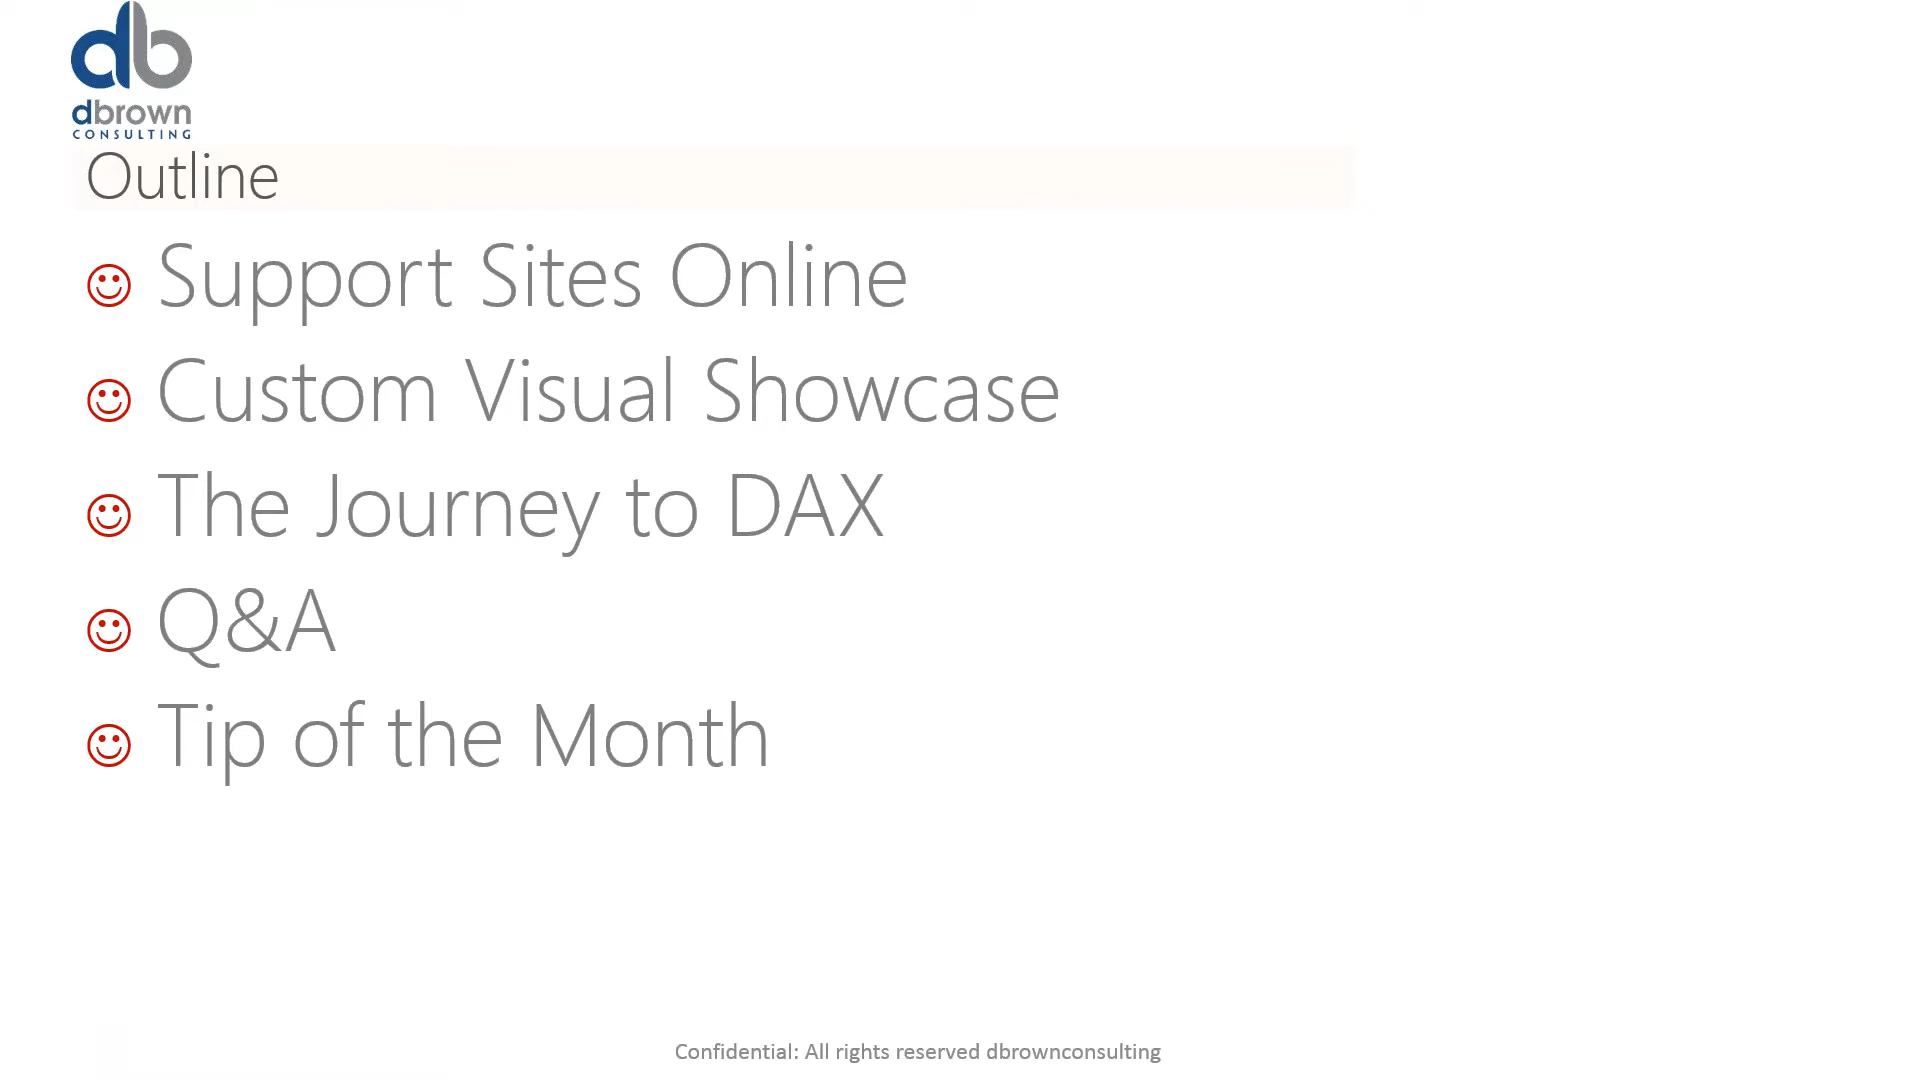 db
dbrown
CONSULTING
Outline
Support Sites Online
Custom Visual Showcase
The Journey to DAX
Q&A
Tip of the Month
Confidential: All rights reserved dbrownconsulting